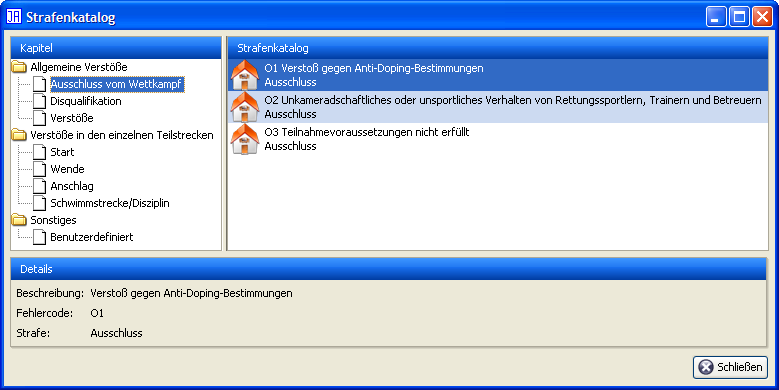 JA Strafenkatalog
Kapitel
Allgemeine Verstöße
Ausschluss vom Wettkampf
Disqualifikation
Verstöße
Verstöße in den einzelnen Teilstrecken
Start
Wende
Anschlag
Schwimmstrecke/Disziplin
Sonstiges
Benutzerdefiniert
Strafenkatalog
O1 Verstoß gegen Anti-Doping-Bestimmungen
Ausschluss
O2 Unkameradschaftliches oder unsportliches Verhalten von Rettungssportlern, Trainern und Betreuern
Ausschluss
O3 Teilnahmevoraussetzungen nicht erfüllt
Ausschluss
Details
Beschreibung: Verstoß gegen Anti-Doping-Bestimmungen
Fehlercode: O1
Strafe: Ausschluss
Schließen